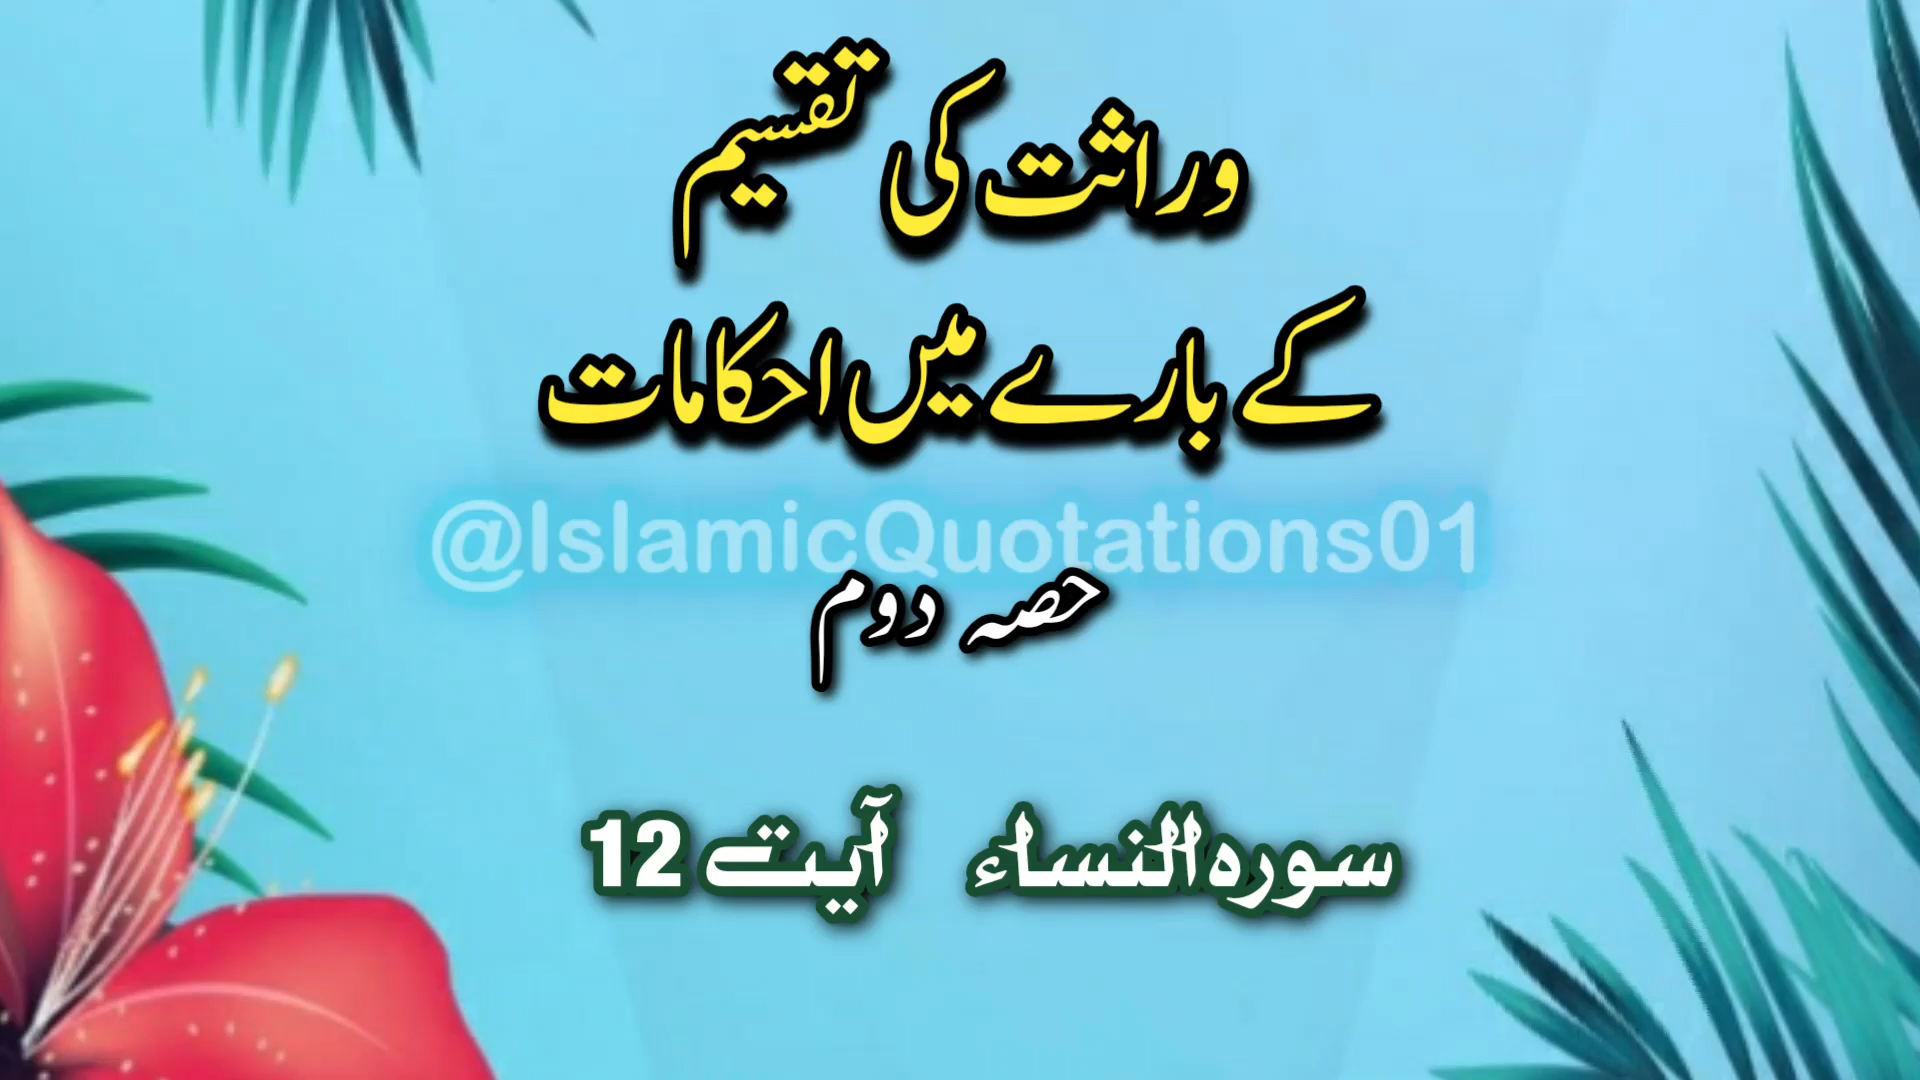 وراثت کی تقسیم
کے بارے میں احکامات
@IslamicQuotations01
حصہ دوم
سورہ النساء آیت 12